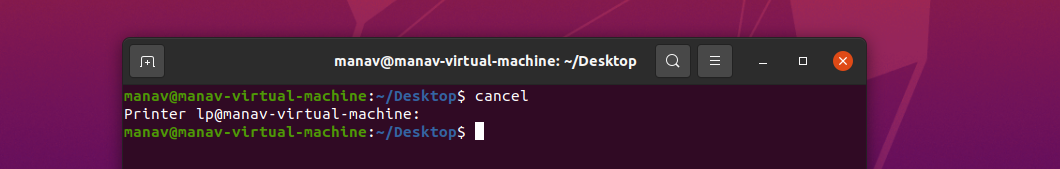 manav@manav-virtual-machine: ~/Desktop
manav@manav-virtual-machine:~/Desktop$ cancel
Printer lp@manav-virtual-machine:
manav@manav-virtual-machine:~/Desktop$